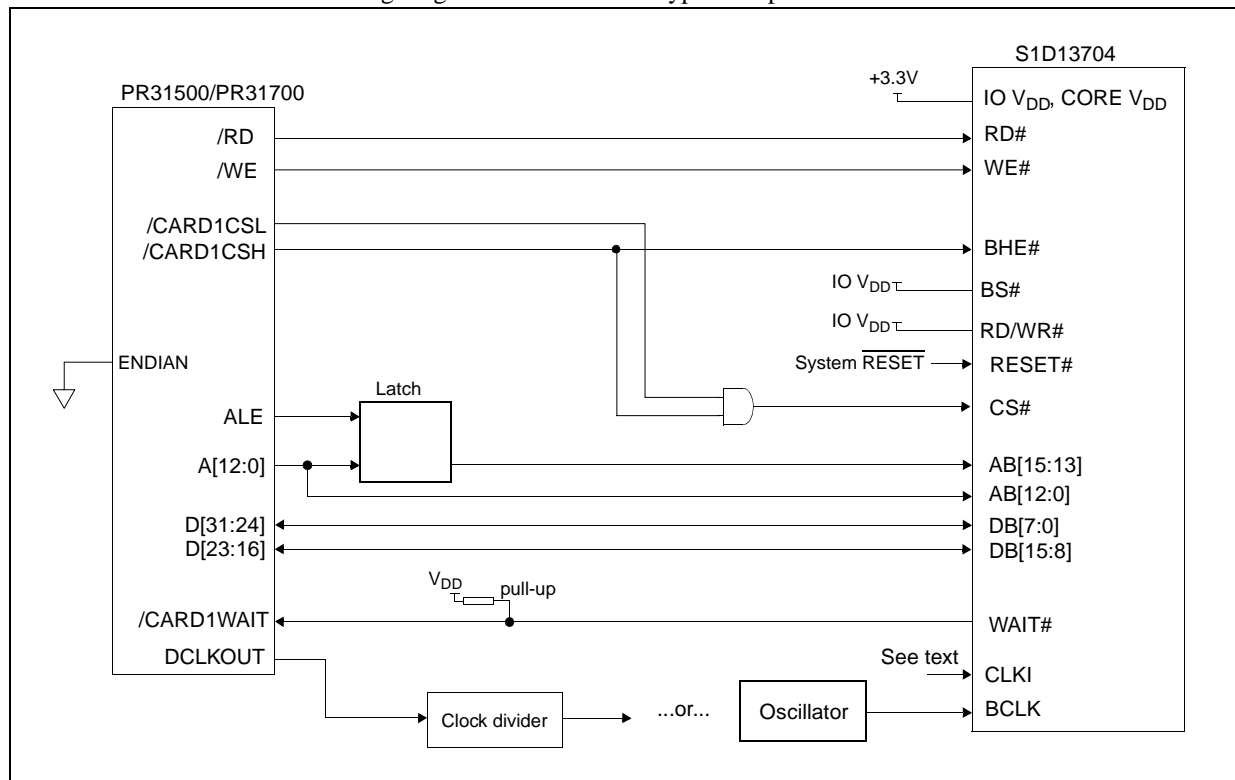 S1D13704
PR31500/PR31700
+3.3V
IO VDD, CORE VDD
/RD
RD#
/WE
WE#
/CARD1CSL
/CARD1CSH
BHE#
IO VDD
BS#
IO VDD
RD/WR#
ENDIAN
System RESET
RESET#
Latch
ALE
CS#
A[12:0]
AB[15:13]
AB[12:0]
D[31:24]
DB[7:0]
D[23:16]
DB[15:8]
VDD
pull-up
/CARD1WAIT
WAIT#
DCLKOUT
See text
CLKI
Clock divider
...or...
Oscillator
BCLK